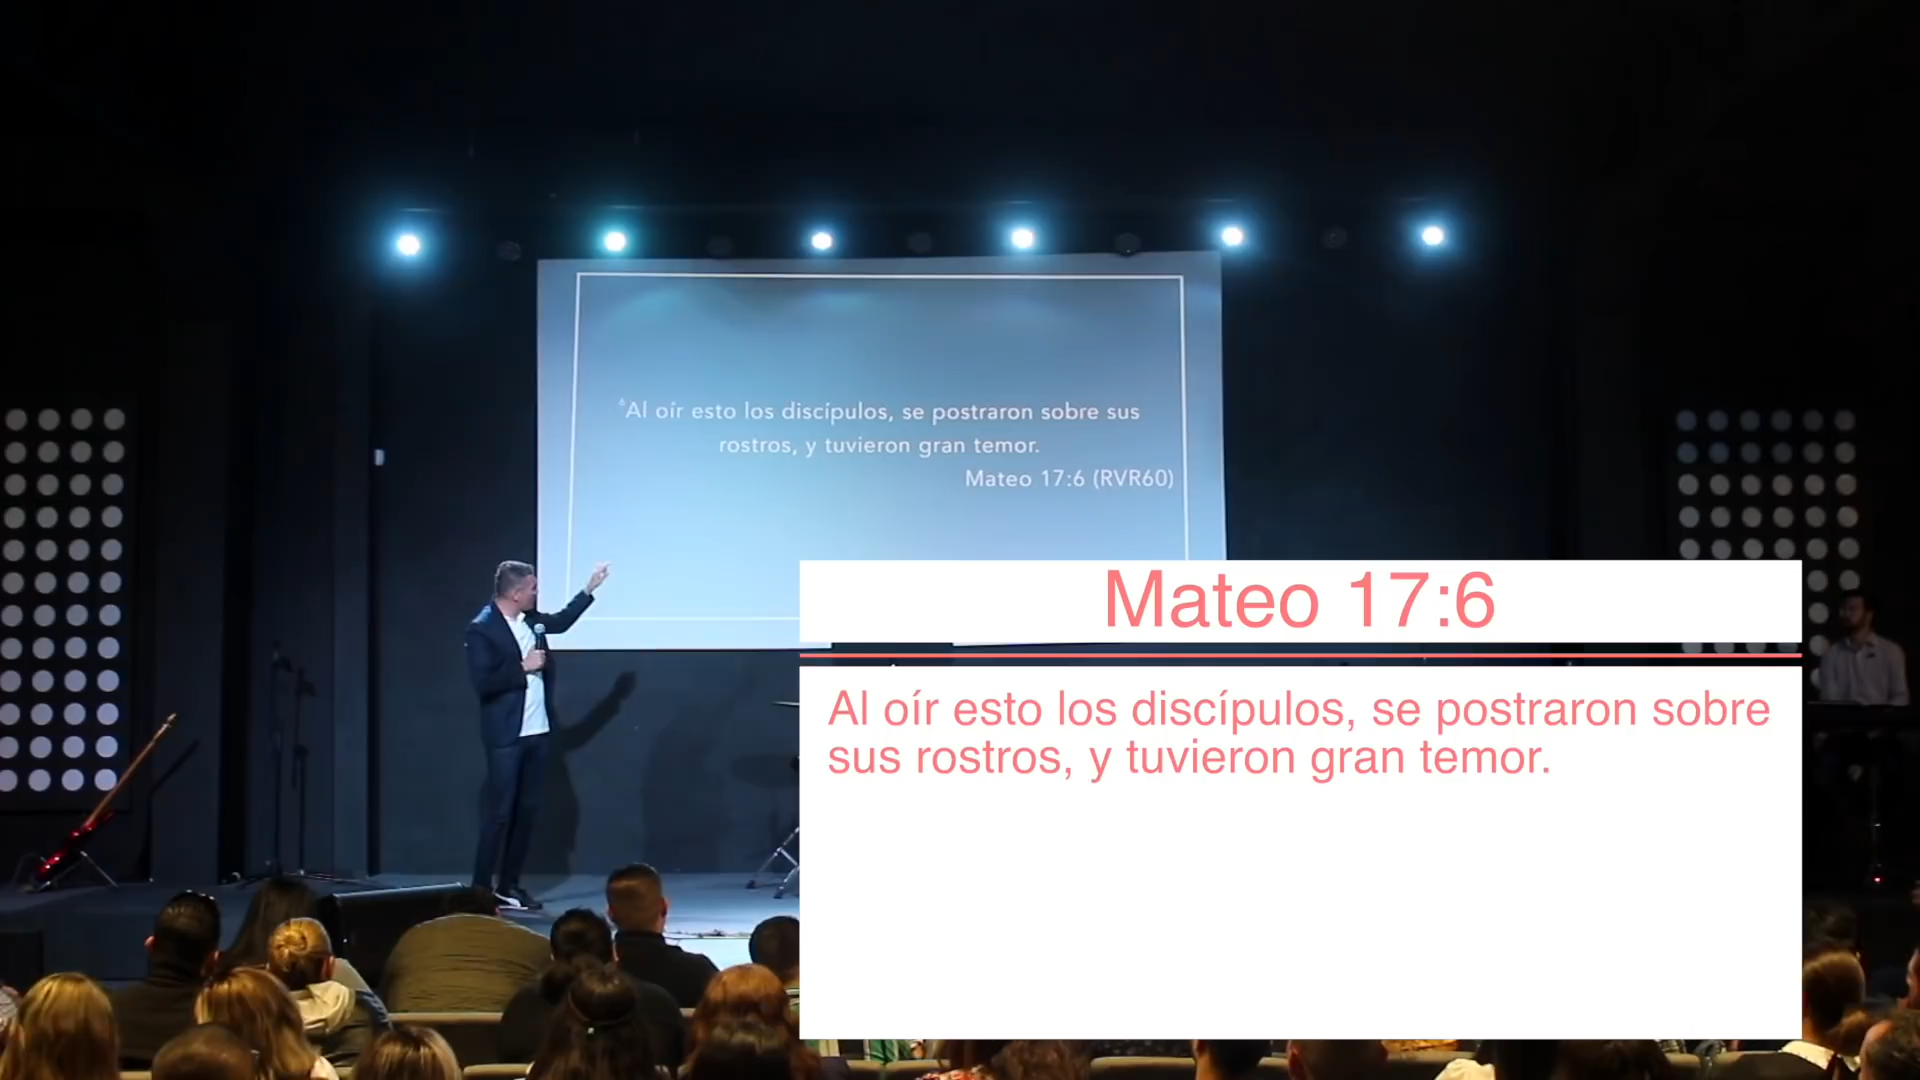 ⁶Al oír esto los discípulos, se postraron sobre sus
rostros, y tuvieron gran temor.
Mateo 17:6 (RVR60)
Mateo 17:6
Al oír esto los discípulos, se postraron sobre
sus rostros, y tuvieron gran temor.